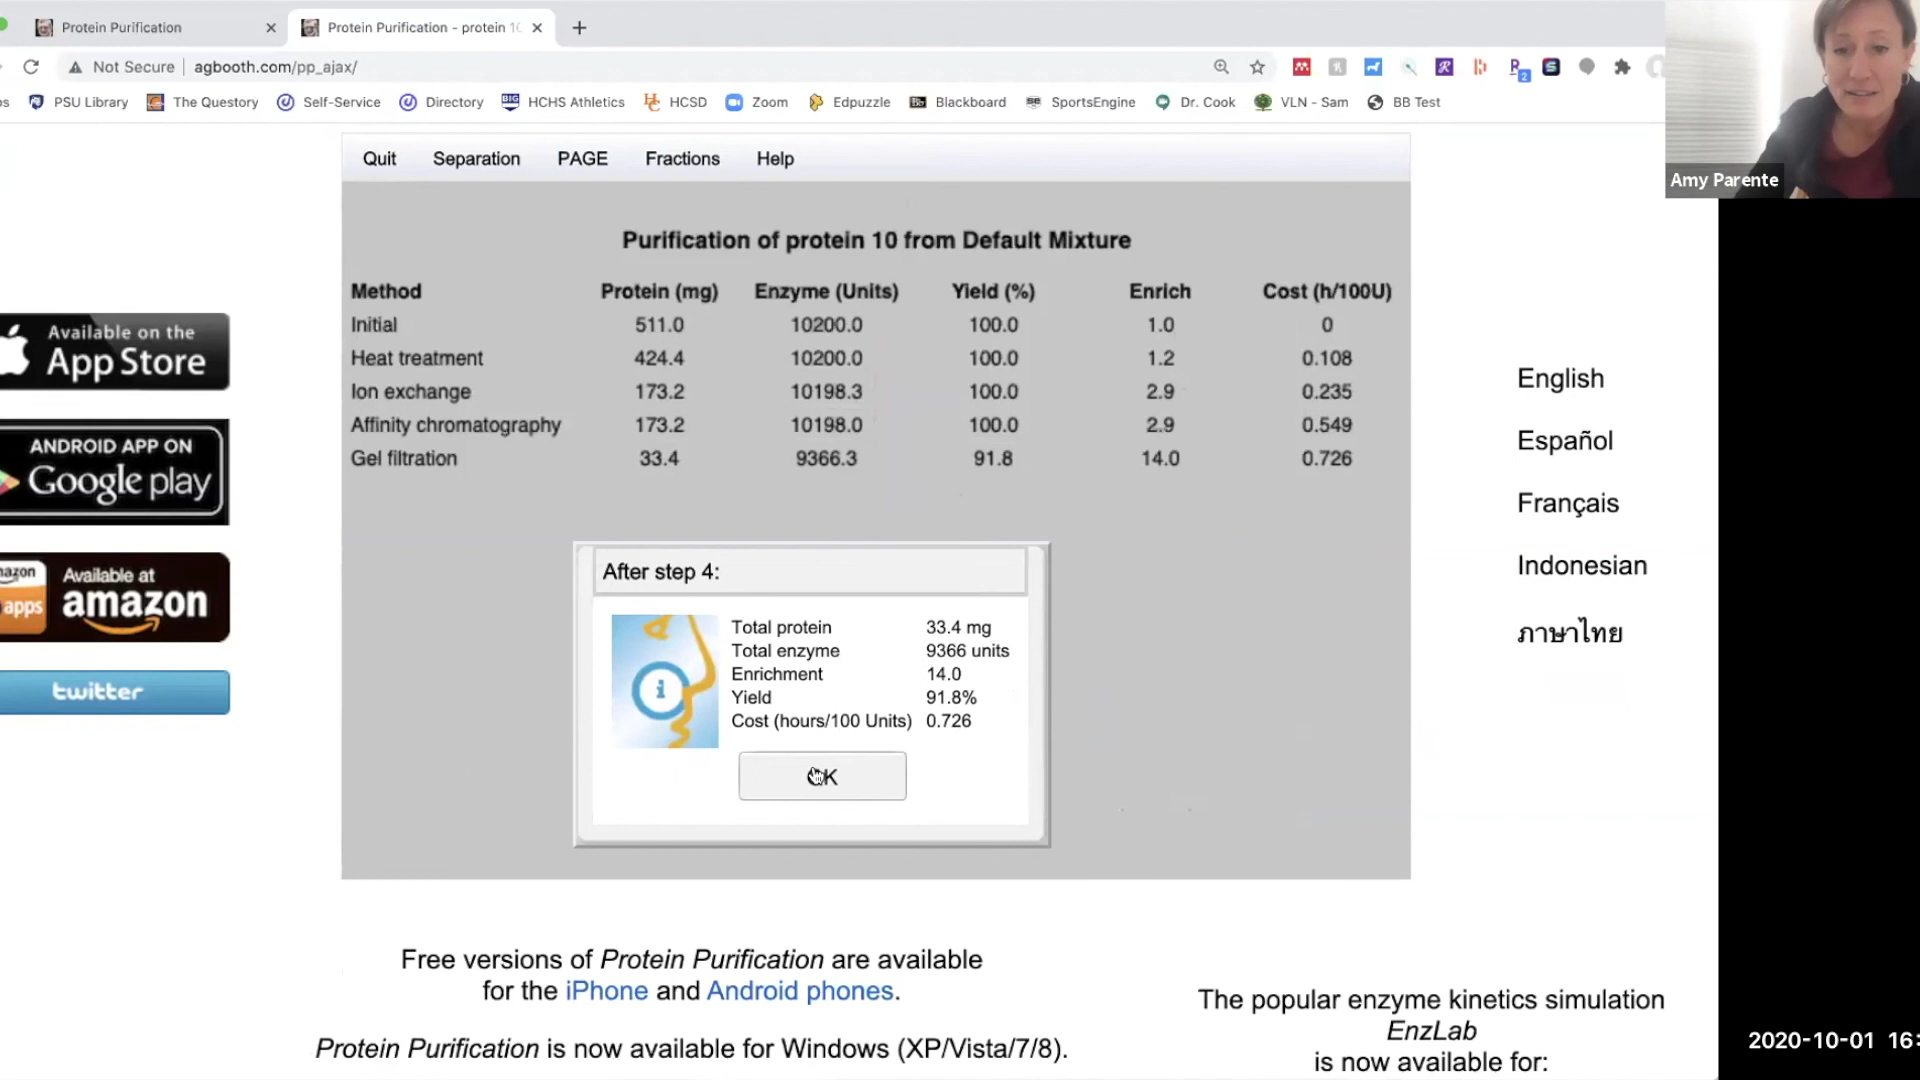 Protein Purification
Protein Purification - protein 10
Not Secure | agbooth.com/pp_ajax/
PSU Library
The Questory
Self-Service
Directory
HCHS Athletics
HCSD
Zoom
Edpuzzle
Blackboard
SportsEngine
Dr. Cook
VLN - Sam
BB Test
Amy Parente
Quit Separation PAGE Fractions Help
Purification of protein 10 from Default Mixture
Method Protein (mg) Enzyme (Units) Yield (%) Enrich Cost (h/100U)
Initial 511.0 10200.0 100.0 1.0 0
Heat treatment 424.4 10200.0 100.0 1.2 0.108
Ion exchange 173.2 10198.3 100.0 2.9 0.235
Affinity chromatography 173.2 10198.0 100.0 2.9 0.549
Gel filtration 33.4 9366.3 91.8 14.0 0.726
After step 4:
Total protein 33.4 mg
Total enzyme 9366 units
Enrichment 14.0
Yield 91.8%
Cost (hours/100 Units) 0.726
OK
Available on the
App Store
ANDROID APP ON
Google play
apps
Available at
amazon
twitter
English
Español
Français
Indonesian
ภาษาไทย
Free versions of Protein Purification are available
for the iPhone and Android phones.
Protein Purification is now available for Windows (XP/Vista/7/8).
The popular enzyme kinetics simulation
EnzLab
is now available for:
2020-10-01 16: